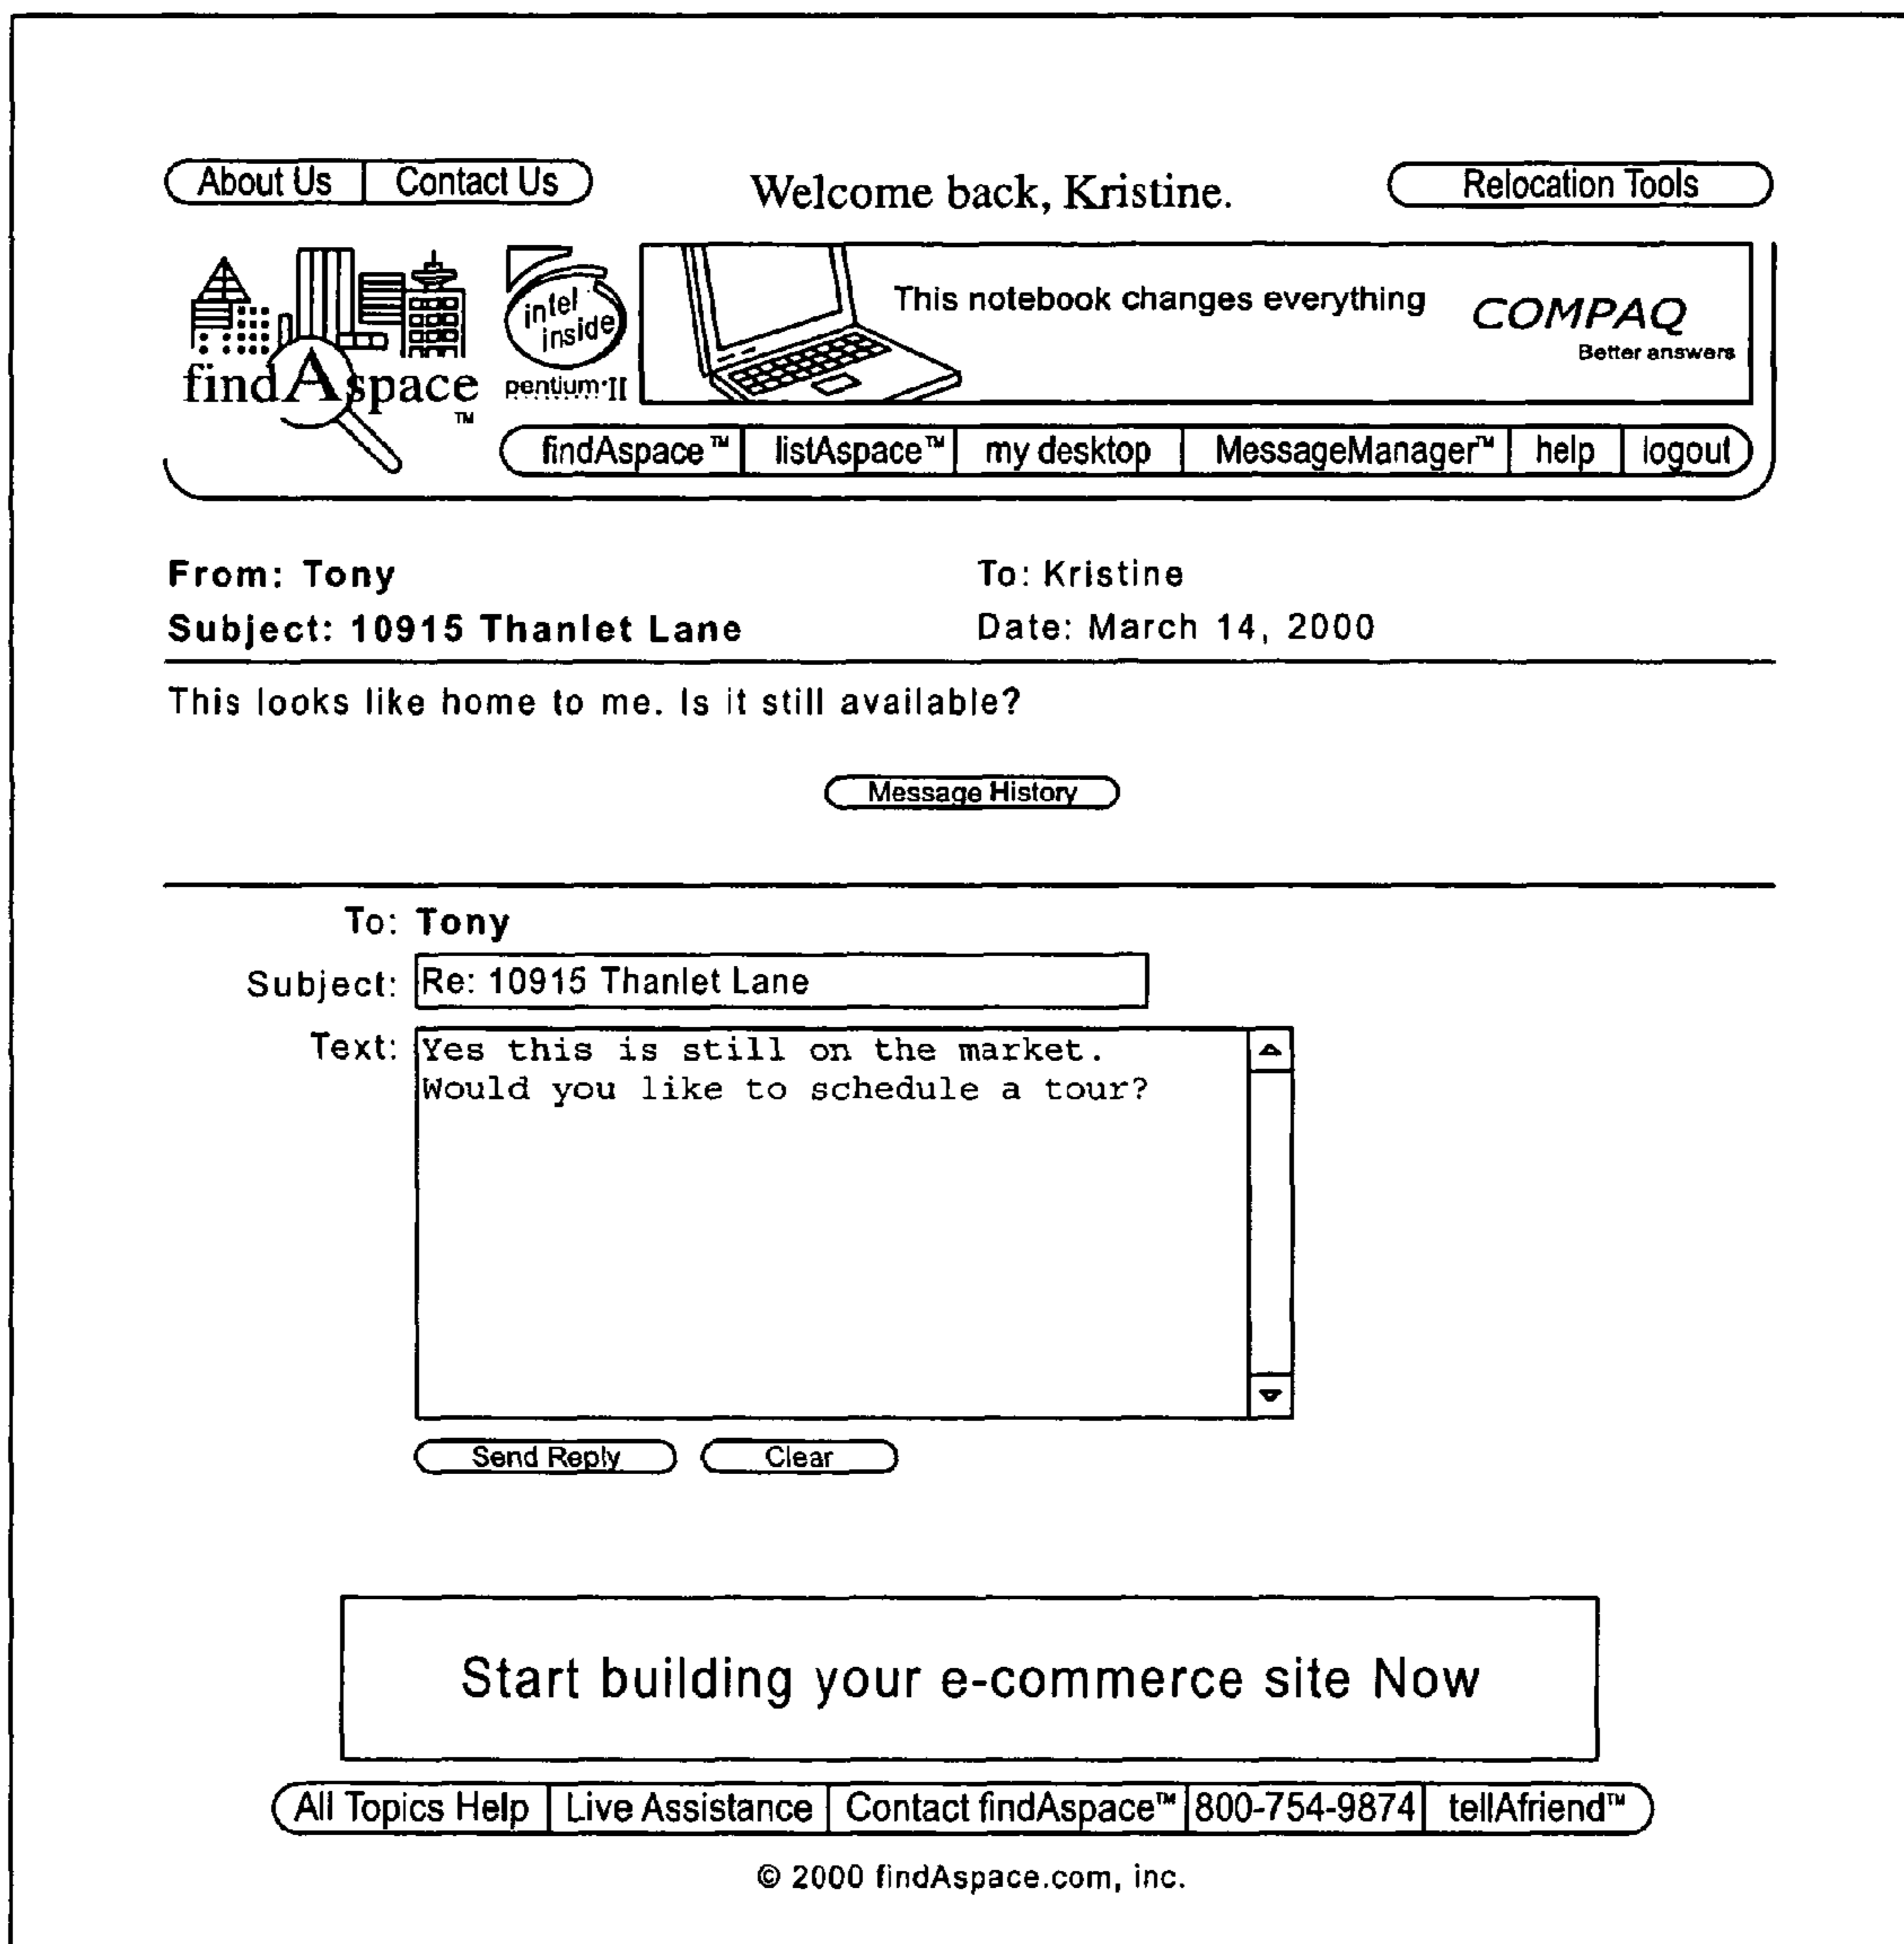 About Us Contact Us Welcome back, Kristine. Relocation Tools
findAspace™
intel inside
pentium·II
This notebook changes everything
COMPAQ
Better answers
findAspace™ listAspace™ my desktop MessageManager™ help logout
From: Tony To: Kristine
Subject: 10915 Thanlet Lane Date: March 14, 2000
This looks like home to me. Is it still available?
Message History
To: Tony
Subject: Re: 10915 Thanlet Lane
Text: Yes this is still on the market.
Would you like to schedule a tour?
Send Reply Clear
Start building your e-commerce site Now
All Topics Help Live Assistance Contact findAspace™ 800-754-9874 tellAfriend™
© 2000 findAspace.com, inc.